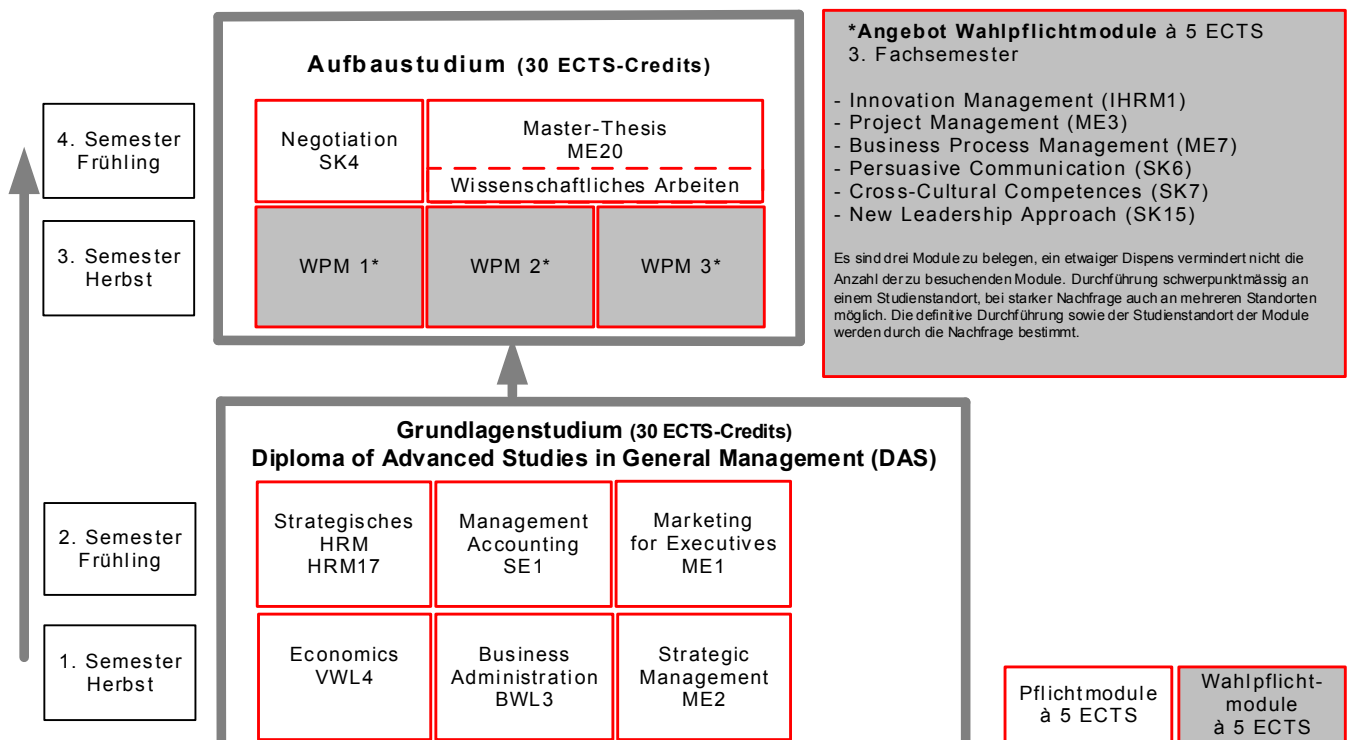 Aufbaustudium (30 ECTS-Credits)
4. Semester
Frühling
Negotiation
SK4
Master-Thesis
ME20
Wissenschaftliches Arbeiten
3. Semester
Herbst
WPM 1*
WPM 2*
WPM 3*
*Angebot Wahlpflichtmodule à 5 ECTS
3. Fachsemester
- Innovation Management (IHRM1)
- Project Management (ME3)
- Business Process Management (ME7)
- Persuasive Communication (SK6)
- Cross-Cultural Competences (SK7)
- New Leadership Approach (SK15)
Es sind drei Module zu belegen, ein etwaiger Dispens vermindert nicht die
Anzahl der zu besuchenden Module. Durchführung schwerpunktmässig an
einem Studienstandort, bei starker Nachfrage auch an mehreren Standorten
möglich. Die definitive Durchführung sowie der Studienstandort der Module
werden durch die Nachfrage bestimmt.
Grundlagenstudium (30 ECTS-Credits)
Diploma of Advanced Studies in General Management (DAS)
2. Semester
Frühling
Strategisches
HRM
HRM17
Management
Accounting
SE1
Marketing
for Executives
ME1
1. Semester
Herbst
Economics
VWL4
Business
Administration
BWL3
Strategic
Management
ME2
Pflichtmodule
à 5 ECTS
Wahlpflicht-
module
à 5 ECTS